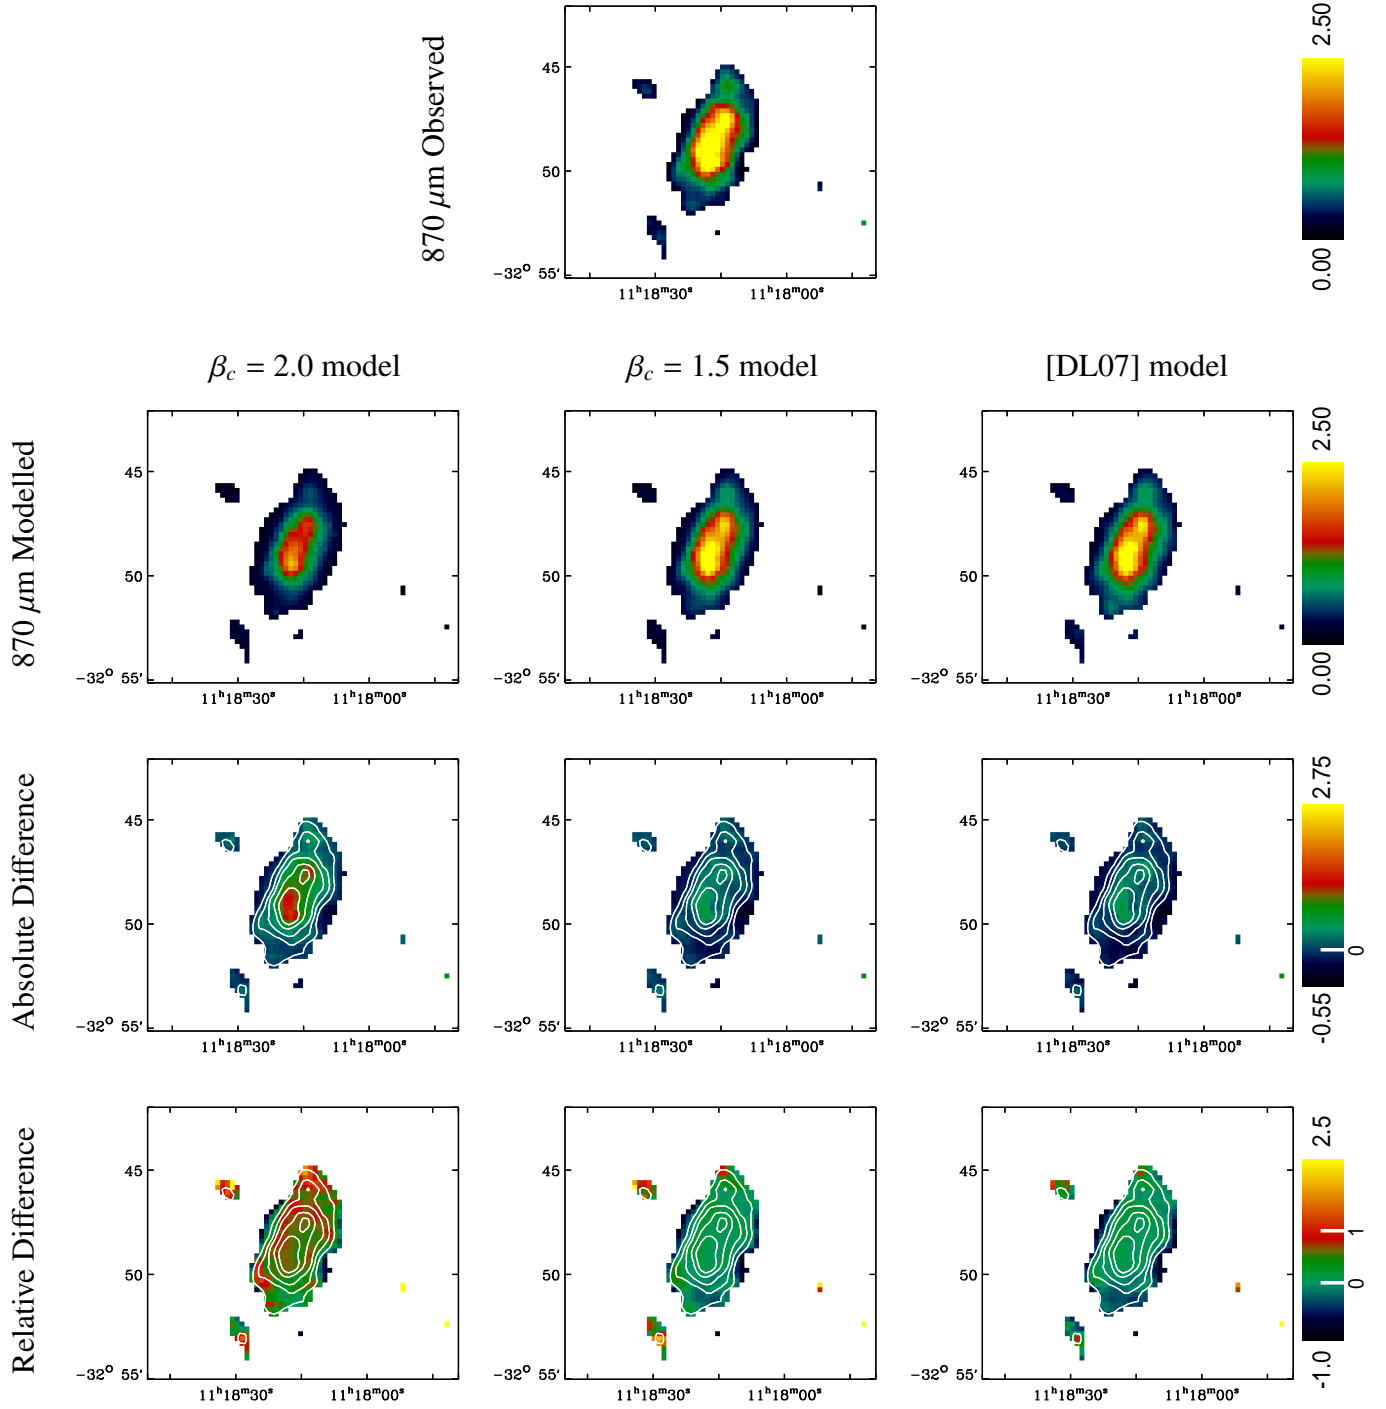 870 μm Observed
45
50
−32° 55′
11ʰ18ᵐ30ˢ 11ʰ18ᵐ00ˢ
2.50
0.00
β_c = 2.0 model β_c = 1.5 model [DL07] model
870 μm Modelled
45
50
−32° 55′
11ʰ18ᵐ30ˢ 11ʰ18ᵐ00ˢ
45
50
−32° 55′
11ʰ18ᵐ30ˢ 11ʰ18ᵐ00ˢ
45
50
−32° 55′
11ʰ18ᵐ30ˢ 11ʰ18ᵐ00ˢ
2.50
0.00
Absolute Difference
45
50
−32° 55′
11ʰ18ᵐ30ˢ 11ʰ18ᵐ00ˢ
45
50
−32° 55′
11ʰ18ᵐ30ˢ 11ʰ18ᵐ00ˢ
45
50
−32° 55′
11ʰ18ᵐ30ˢ 11ʰ18ᵐ00ˢ
2.75
0
-0.55
Relative Difference
45
50
−32° 55′
11ʰ18ᵐ30ˢ 11ʰ18ᵐ00ˢ
45
50
−32° 55′
11ʰ18ᵐ30ˢ 11ʰ18ᵐ00ˢ
45
50
−32° 55′
11ʰ18ᵐ30ˢ 11ʰ18ᵐ00ˢ
2.5
1
0
-1.0